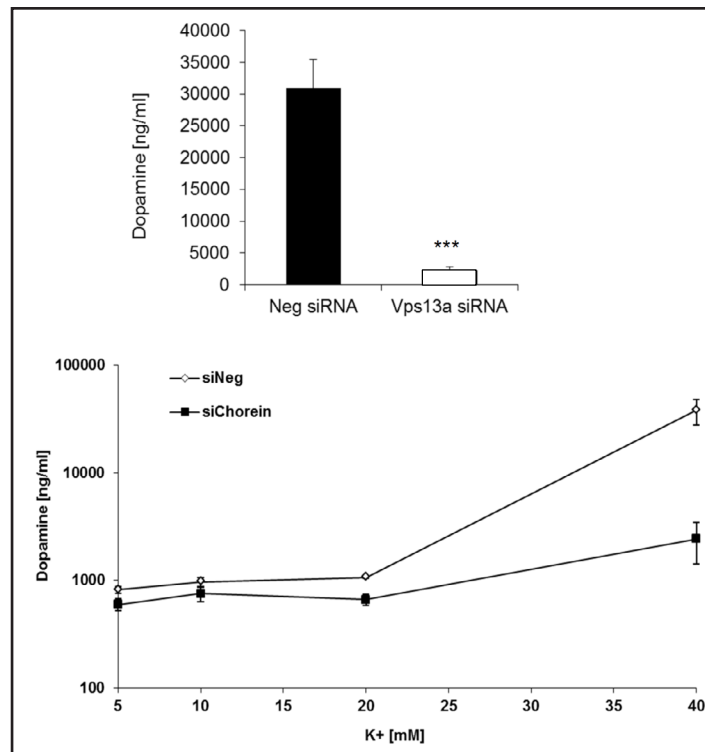 40000
35000
30000
25000
20000
15000
10000
5000
0
Dopamine [ng/ml]
***
Neg siRNA
Vps13a siRNA
100000
10000
1000
100
Dopamine [ng/ml]
siNeg
siChorein
5 10 15 20 25 30 35 40
K+ [mM]